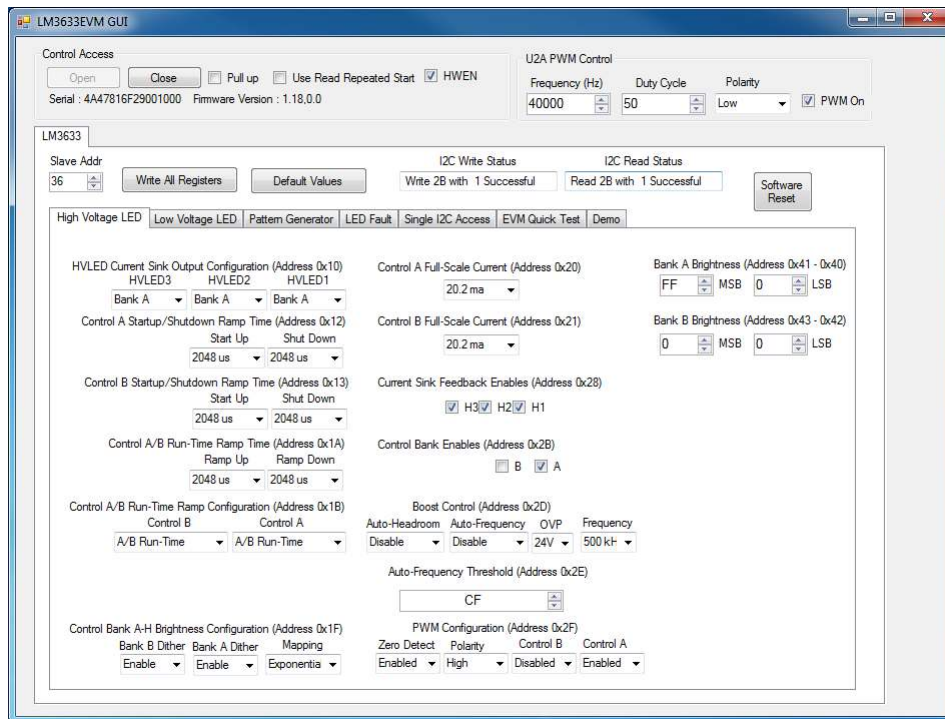 LM3633EVM GUI
Control Access
Open Close Pull up Use Read Repeated Start HWEN
Serial : 4A47816F29001000 Firmware Version : 1.18,0.0
U2A PWM Control
Frequency (Hz) Duty Cycle Polarity
40000 50 Low PWM On
LM3633
Slave Addr I2C Write Status I2C Read Status
36 Write All Registers Default Values Write 2B with 1 Successful Read 2B with 1 Successful Software Reset
High Voltage LED Low Voltage LED Pattern Generator LED Fault Single I2C Access EVM Quick Test Demo
HVLED Current Sink Output Configuration (Address 0x10)
HVLED3 HVLED2 HVLED1
Bank A Bank A Bank A
Control A Startup/Shutdown Ramp Time (Address 0x12)
Start Up Shut Down
2048 us 2048 us
Control B Startup/Shutdown Ramp Time (Address 0x13)
Start Up Shut Down
2048 us 2048 us
Control A/B Run-Time Ramp Time (Address 0x1A)
Ramp Up Ramp Down
2048 us 2048 us
Control A/B Run-Time Ramp Configuration (Address 0x1B)
Control B Control A
A/B Run-Time A/B Run-Time
Control Bank A-H Brightness Configuration (Address 0x1F)
Bank B Dither Bank A Dither Mapping
Enable Enable Exponentia
Control A Full-Scale Current (Address 0x20)
20.2 ma
Control B Full-Scale Current (Address 0x21)
20.2 ma
Current Sink Feedback Enables (Address 0x28)
H3 H2 H1
Control Bank Enables (Address 0x2B)
B A
Boost Control (Address 0x2D)
Auto-Headroom Auto-Frequency OVP Frequency
Disable Disable 24V 500 kH
Auto-Frequency Threshold (Address 0x2E)
CF
PWM Configuration (Address 0x2F)
Zero Detect Polarity Control B Control A
Enabled High Disabled Enabled
Bank A Brightness (Address 0x41 - 0x40)
FF MSB 0 LSB
Bank B Brightness (Address 0x43 - 0x42)
0 MSB 0 LSB